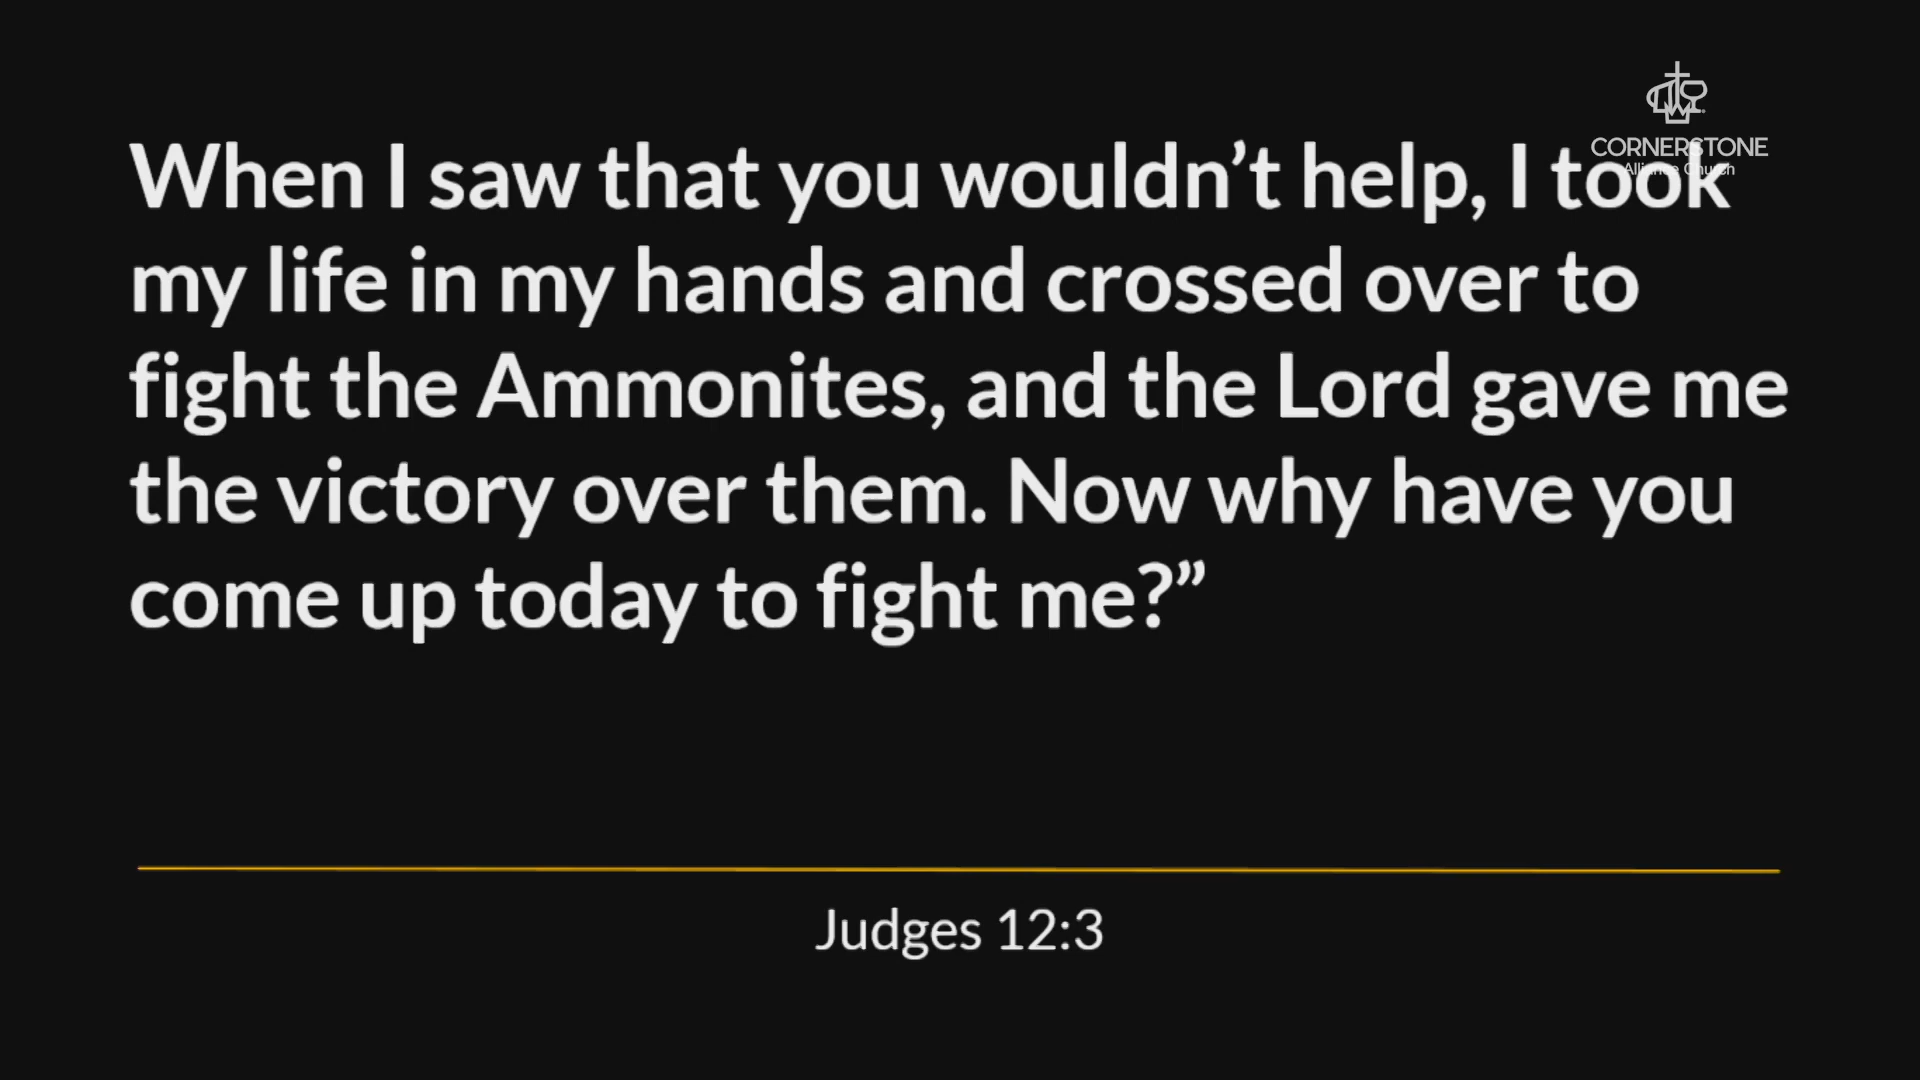 CORNERSTONE
Alliance Church
When I saw that you wouldn’t help, I took
my life in my hands and crossed over to
fight the Ammonites, and the Lord gave me
the victory over them. Now why have you
come up today to fight me?”
Judges 12:3